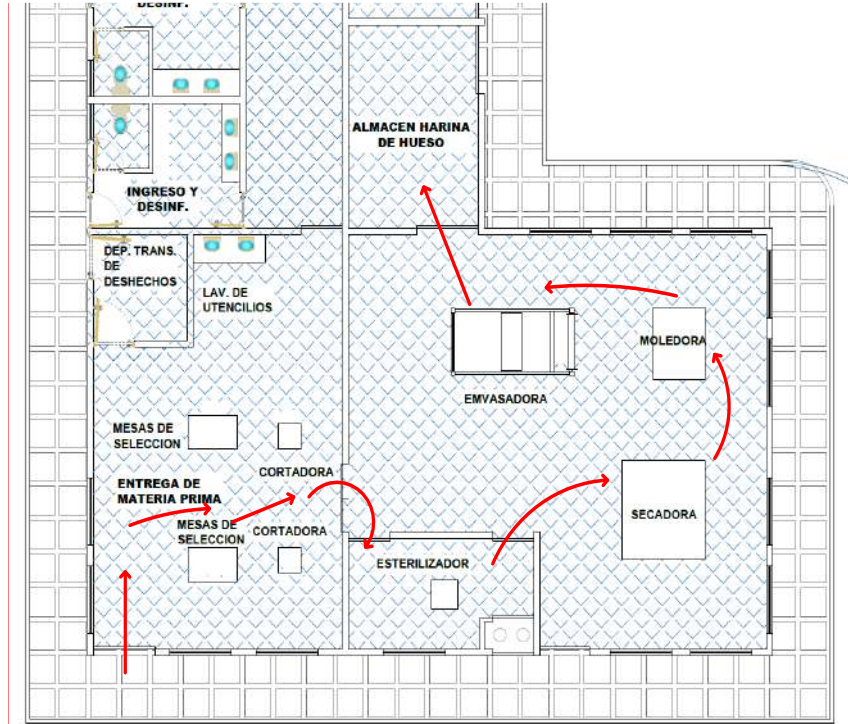 DESINF.
ALMACEN HARINA
DE HUESO
INGRESO Y
DESINF.
DEP. TRANS.
DE
DESHECHOS
LAV. DE
UTENCILIOS
MOLEDORA
EMVASADORA
MESAS DE
SELECCION
CORTADORA
ENTREGA DE
MATERIA PRIMA
MESAS DE
SELECCION
CORTADORA
SECADORA
ESTERILIZADOR